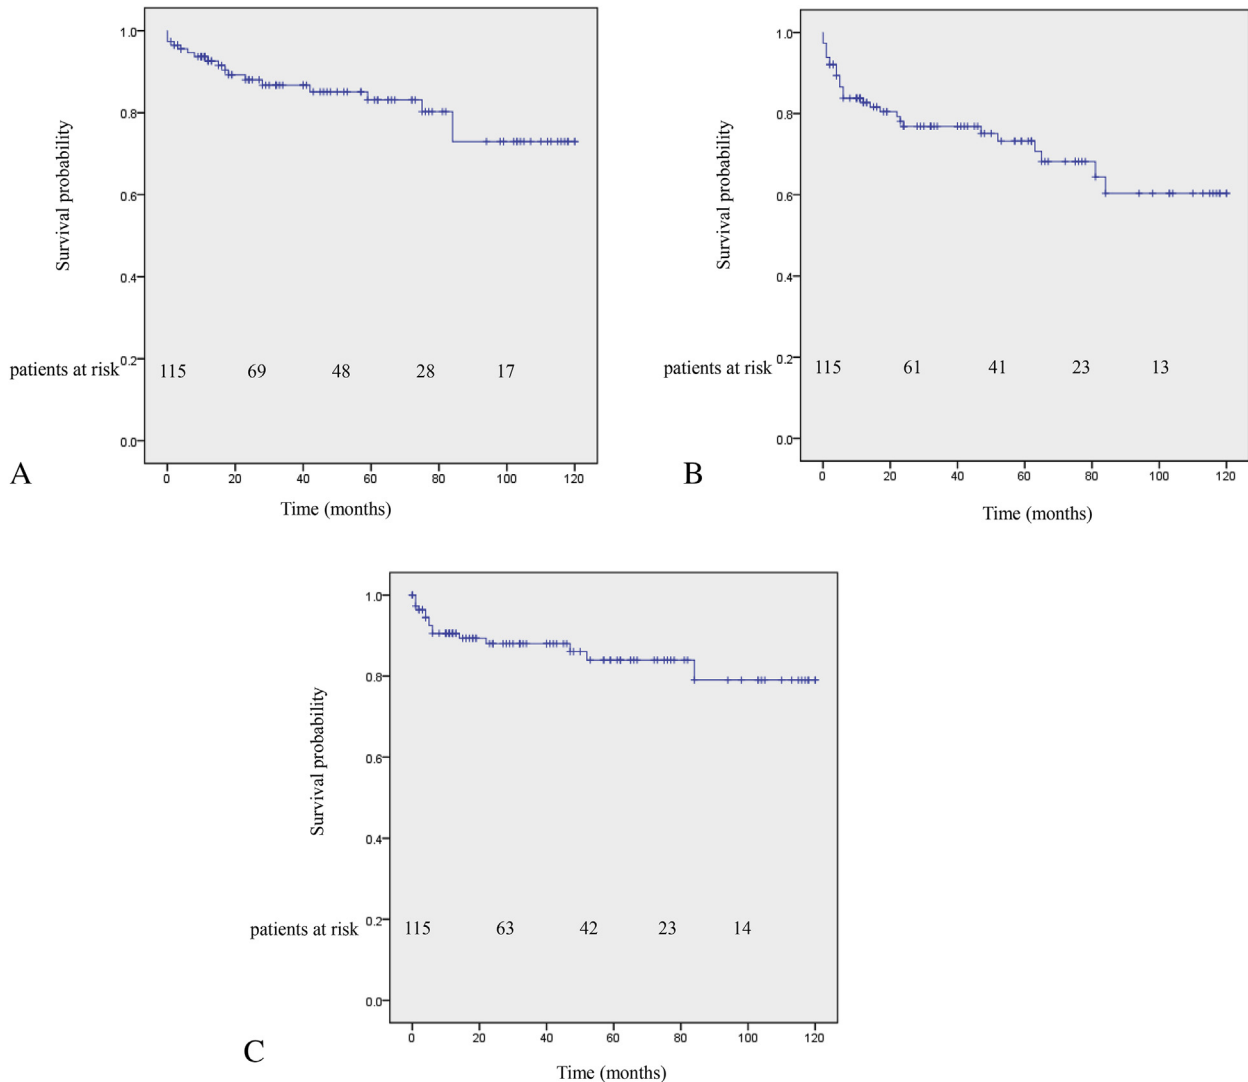 1.0
0.8
0.6
0.4
0.2
0.0
Survival probability
patients at risk 115 69 48 28 17
0 20 40 60 80 100 120
Time (months)
A
1.0
0.8
0.6
0.4
0.2
0.0
Survival probability
patients at risk 115 61 41 23 13
0 20 40 60 80 100 120
Time (months)
B
1.0
0.8
0.6
0.4
0.2
0.0
Survival probability
patients at risk 115 63 42 23 14
0 20 40 60 80 100 120
Time (months)
C